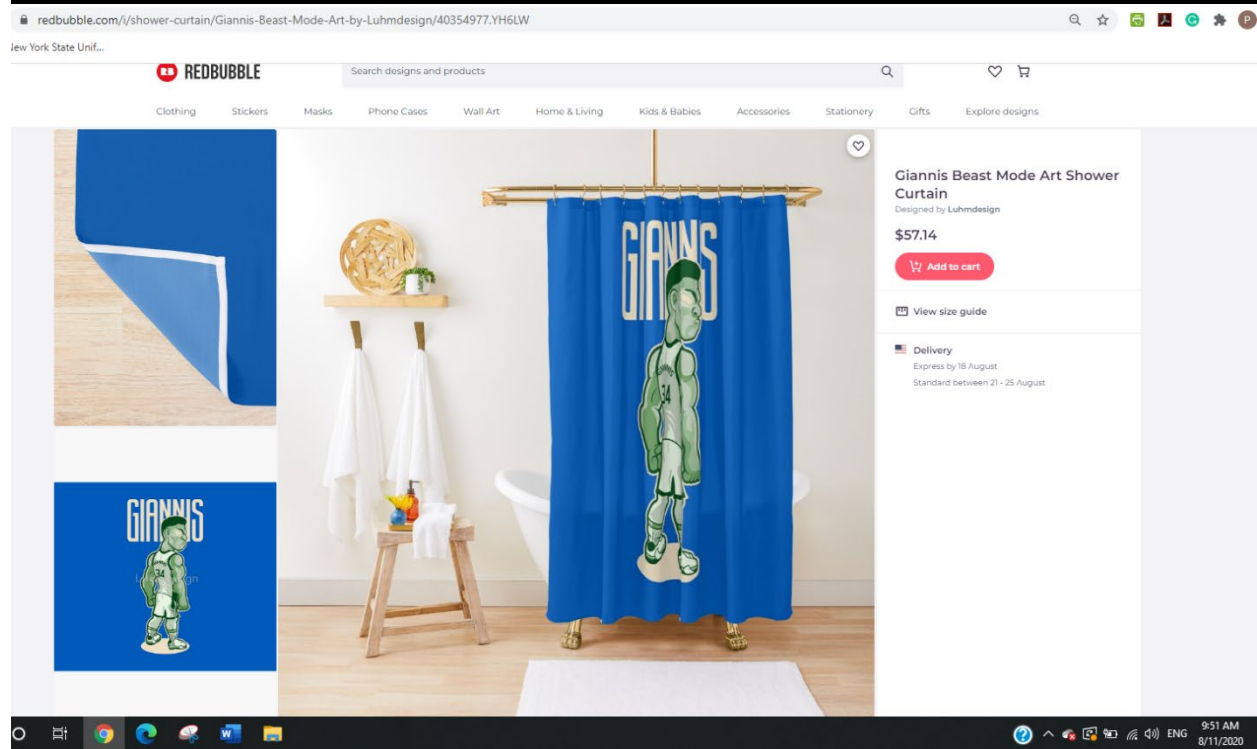 redbubble.com/i/shower-curtain/Giannis-Beast-Mode-Art-by-Luhmdesign/40354977.YH6LW
P
New York State Unif...
RB REDBUBBLE
Search designs and products
Clothing Stickers Masks Phone Cases Wall Art Home & Living Kids & Babies Accessories Stationery Gifts Explore designs
Giannis Beast Mode Art Shower
Curtain
Designed by Luhmdesign
$57.14
Add to cart
View size guide
Delivery
Express by 18 August
Standard between 21 - 25 August
GIANNIS
34
GIANNIS
34
ENG
9:51 AM
8/11/2020